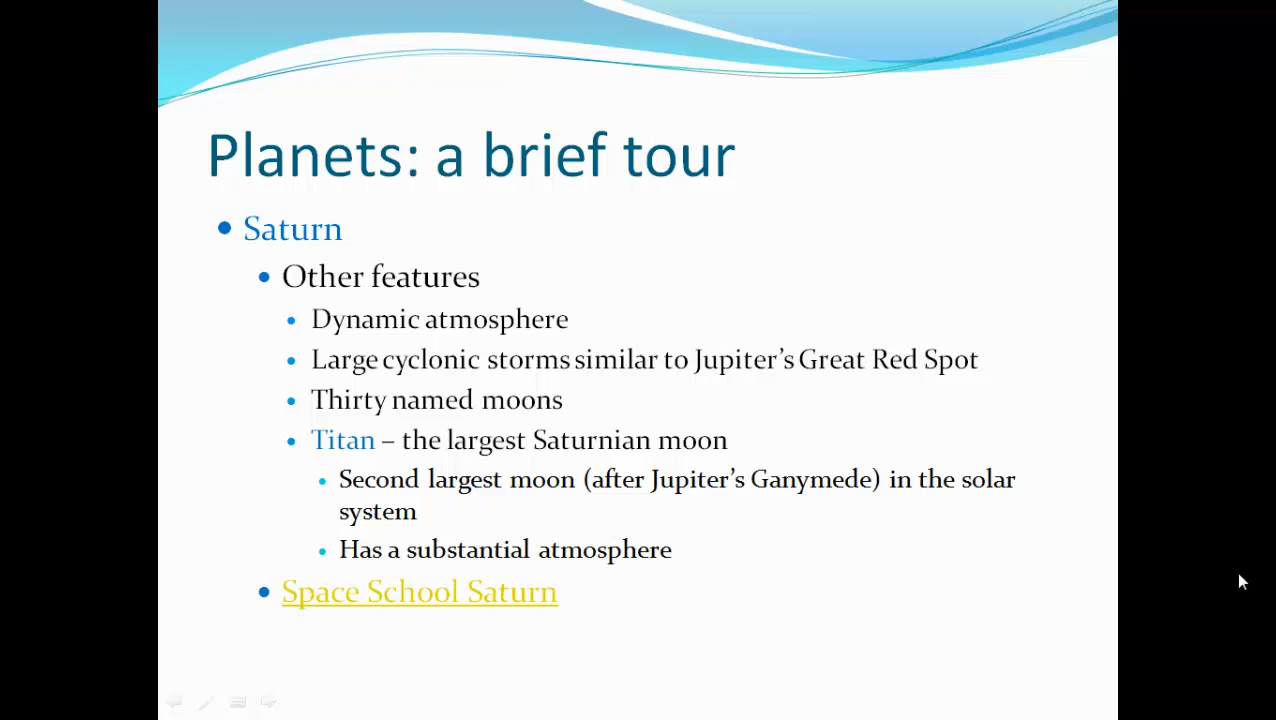 Planets: a brief tour
Saturn
Other features
Dynamic atmosphere
Large cyclonic storms similar to Jupiter's Great Red Spot
Thirty named moons
Titan – the largest Saturnian moon
Second largest moon (after Jupiter's Ganymede) in the solar
system
Has a substantial atmosphere
Space School Saturn